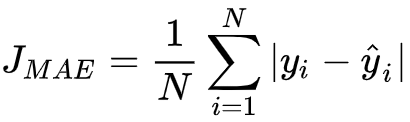 J_{MAE} = \frac{1}{N} \sum_{i=1}^{N} |y_i - \hat{y}_i|